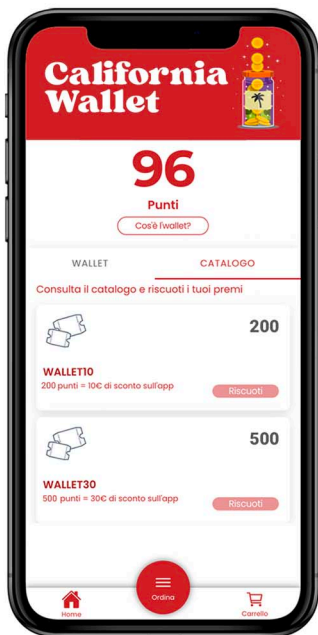 California
Wallet
96
Punti
Cos'è l'wallet?
WALLET
CATALOGO
Consulta il catalogo e riscuoti i tuoi premi
200
WALLET10
200 punti = 10€ di sconto sull'app
Riscuoti
500
WALLET30
500 punti = 30€ di sconto sull'app
Riscuoti
Home
Ordina
Carrello